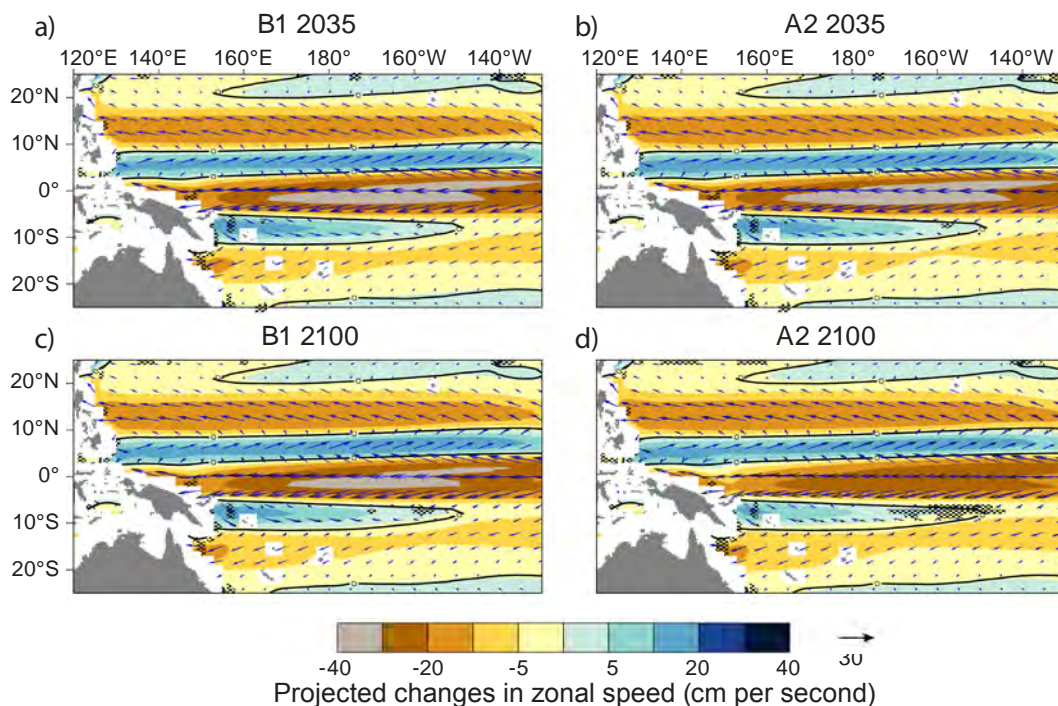 a) B1 2035
120°E 140°E 160°E 180° 160°W 140°W
20°N
10°N
0°
10°S
20°S
b) A2 2035
120°E 140°E 160°E 180° 160°W 140°W
c) B1 2100
20°N
10°N
0°
10°S
20°S
d) A2 2100
30
-40 -20 -5 5 20 40
Projected changes in zonal speed (cm per second)